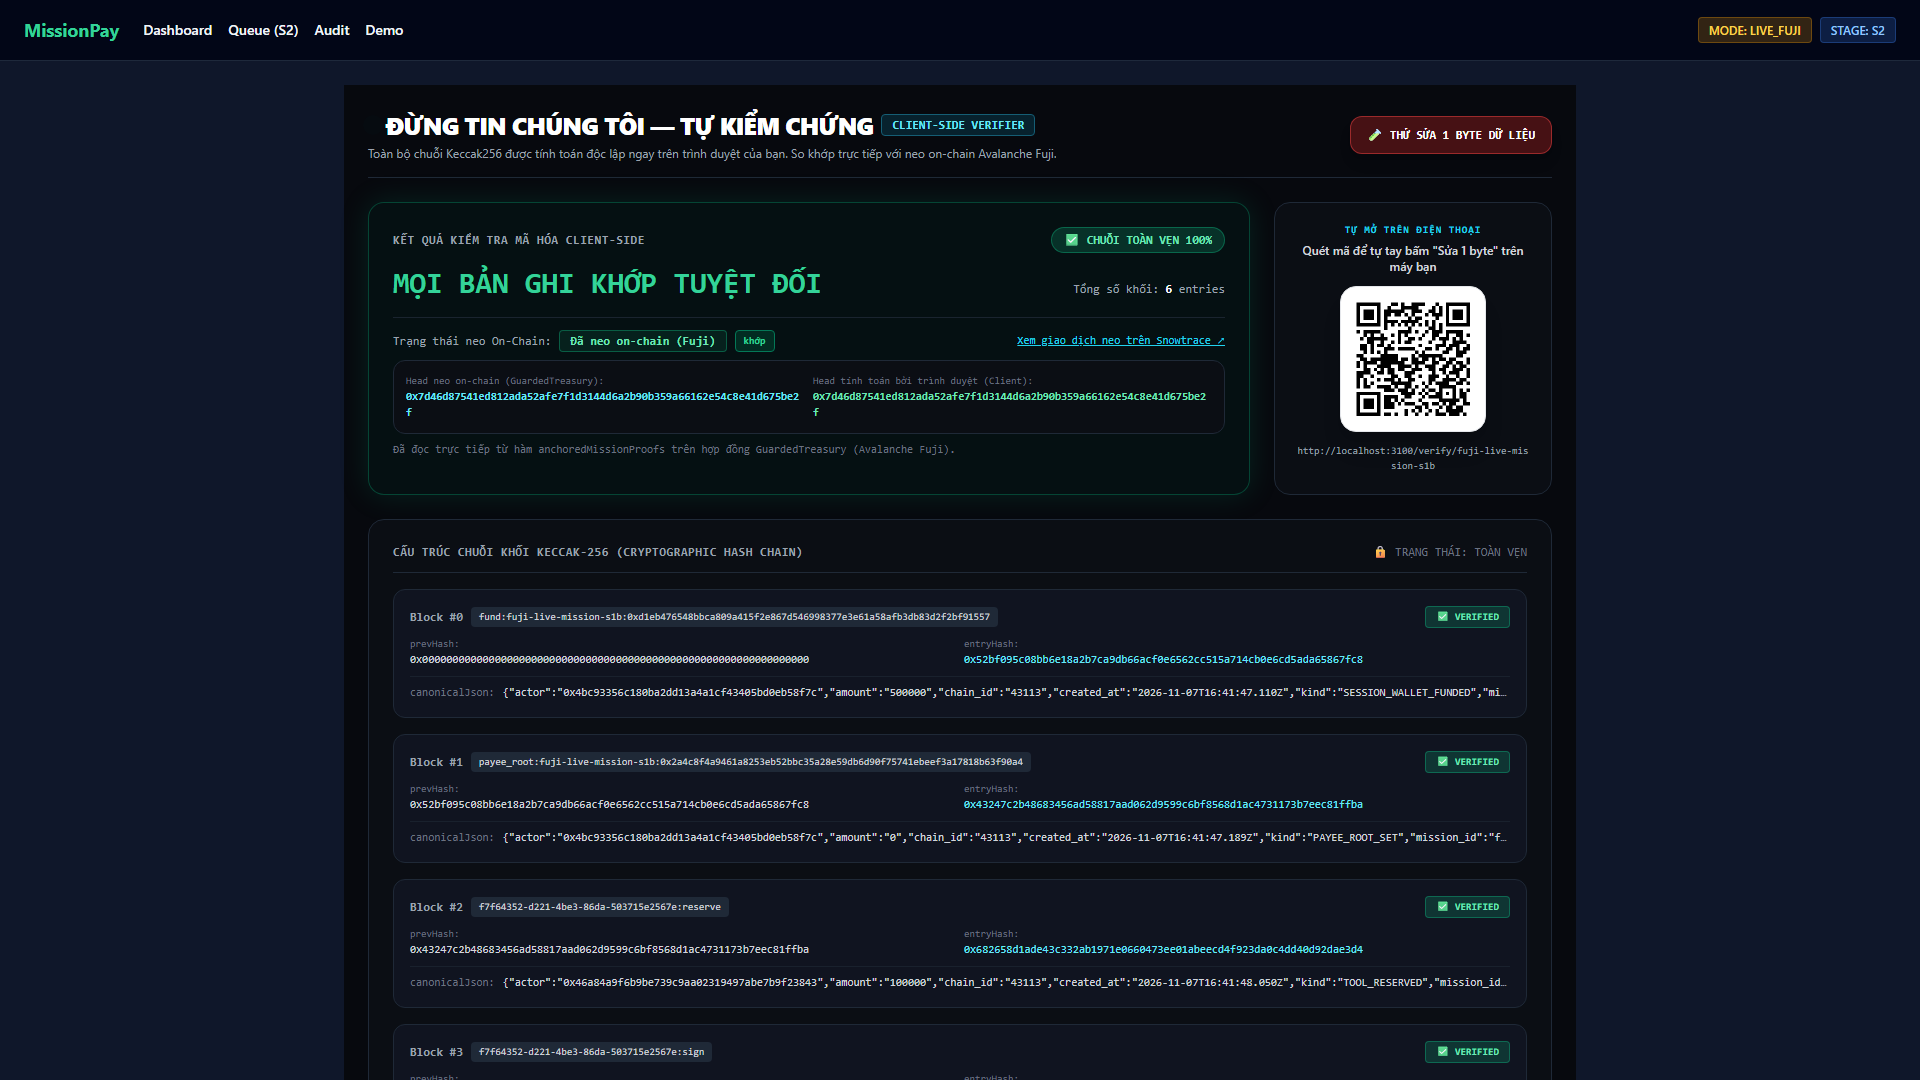 MissionPay Dashboard Queue (S2) Audit Demo MODE: LIVE_FUJI STAGE: S2
ĐỪNG TIN CHÚNG TÔI — TỰ KIỂM CHỨNG CLIENT-SIDE VERIFIER
Toàn bộ chuỗi Keccak256 được tính toán độc lập ngay trên trình duyệt của bạn. So khớp trực tiếp với neo on-chain Avalanche Fuji.
THỬ SỬA 1 BYTE DỮ LIỆU
KẾT QUẢ KIỂM TRA MÃ HÓA CLIENT-SIDE
✅ CHUỖI TOÀN VẸN 100%
MỌI BẢN GHI KHỚP TUYỆT ĐỐI
Tổng số khối: 6 entries
Trạng thái neo On-Chain: Đã neo on-chain (Fuji) khớp
Xem giao dịch neo trên Snowtrace ↗
Head neo on-chain (GuardedTreasury):
0x7d46d87541ed812ada52afe7f1d3144d6a2b90b359a66162e54c8e41d675be2
f
Head tính toán bởi trình duyệt (Client):
0x7d46d87541ed812ada52afe7f1d3144d6a2b90b359a66162e54c8e41d675be2
f
Đã đọc trực tiếp từ hàm anchoredMissionProofs trên hợp đồng GuardedTreasury (Avalanche Fuji).
TỰ MỞ TRÊN ĐIỆN THOẠI
Quét mã để tự tay bấm "Sửa 1 byte" trên
máy bạn
http://localhost:3100/verify/fuji-live-mis
sion-s1b
CẤU TRÚC CHUỖI KHỐI KECCAK-256 (CRYPTOGRAPHIC HASH CHAIN)
🔒 TRẠNG THÁI: TOÀN VẸN
Block #0 fund:fuji-live-mission-s1b:0xd1eb476548bbca809a415f2e867d546998377e3e61a58afb3db83d2f2bf91557 ✅ VERIFIED
prevHash:
0x0000000000000000000000000000000000000000000000000000000000000000
entryHash:
0x52bf095c08bb6e18a2b7ca9db66acf0e6562cc515a714cb0e6cd5ada65867fc8
canonicalJson: {"actor":"0x4bc93356c180ba2dd13a4a1cf43405bd0eb58f7c","amount":"500000","chain_id":"43113","created_at":"2026-11-07T16:41:47.110Z","kind":"SESSION_WALLET_FUNDED","mi…
Block #1 payee_root:fuji-live-mission-s1b:0x2a4c8f4a9461a8253eb52bbc35a28e59db6d90f75741ebeef3a17818b63f90a4 ✅ VERIFIED
prevHash:
0x52bf095c08bb6e18a2b7ca9db66acf0e6562cc515a714cb0e6cd5ada65867fc8
entryHash:
0x43247c2b48683456ad58817aad062d9599c6bf8568d1ac4731173b7eec81ffba
canonicalJson: {"actor":"0x4bc93356c180ba2dd13a4a1cf43405bd0eb58f7c","amount":"0","chain_id":"43113","created_at":"2026-11-07T16:41:47.189Z","kind":"PAYEE_ROOT_SET","mission_id":"f…
Block #2 f7f64352-d221-4be3-86da-503715e2567e:reserve ✅ VERIFIED
prevHash:
0x43247c2b48683456ad58817aad062d9599c6bf8568d1ac4731173b7eec81ffba
entryHash:
0x682658d1ade43c332ab1971e0660473ee01abeecd4f923da0c4dd40d92dae3d4
canonicalJson: {"actor":"0x46a84a9f6b9be739c9aa02319497abe7b9f23843","amount":"100000","chain_id":"43113","created_at":"2026-11-07T16:41:48.050Z","kind":"TOOL_RESERVED","mission_id…
Block #3 f7f64352-d221-4be3-86da-503715e2567e:sign ✅ VERIFIED
prevHash:
entryHash: